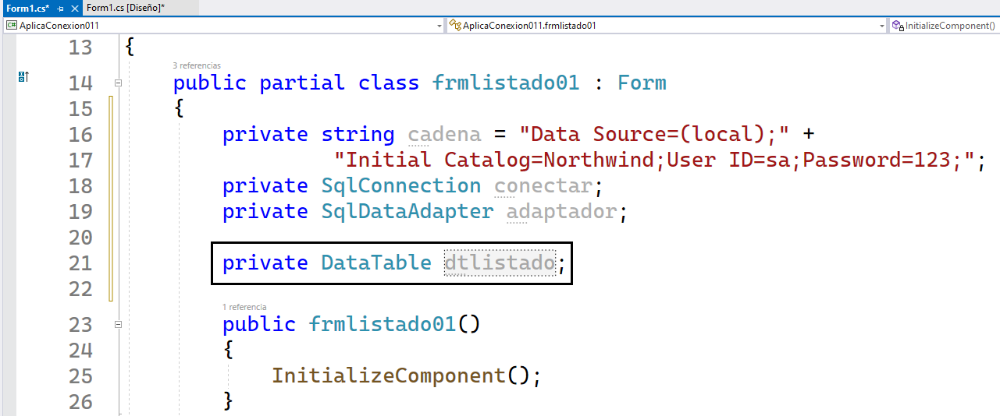 Form1.cs* Form1.cs [Diseño]*
AplicaConexion011 AplicaConexion011.frmlistado01 InitializeComponent()
13 {
3 referencias
14 public partial class frmlistado01 : Form
15 {
16 private string cadena = "Data Source=(local);" +
17 "Initial Catalog=Northwind;User ID=sa;Password=123;";
18 private SqlConnection conectar;
19 private SqlDataAdapter adaptador;
20
21 private DataTable dtlistado;
22
1 referencia
23 public frmlistado01()
24 {
25 InitializeComponent();
26 }